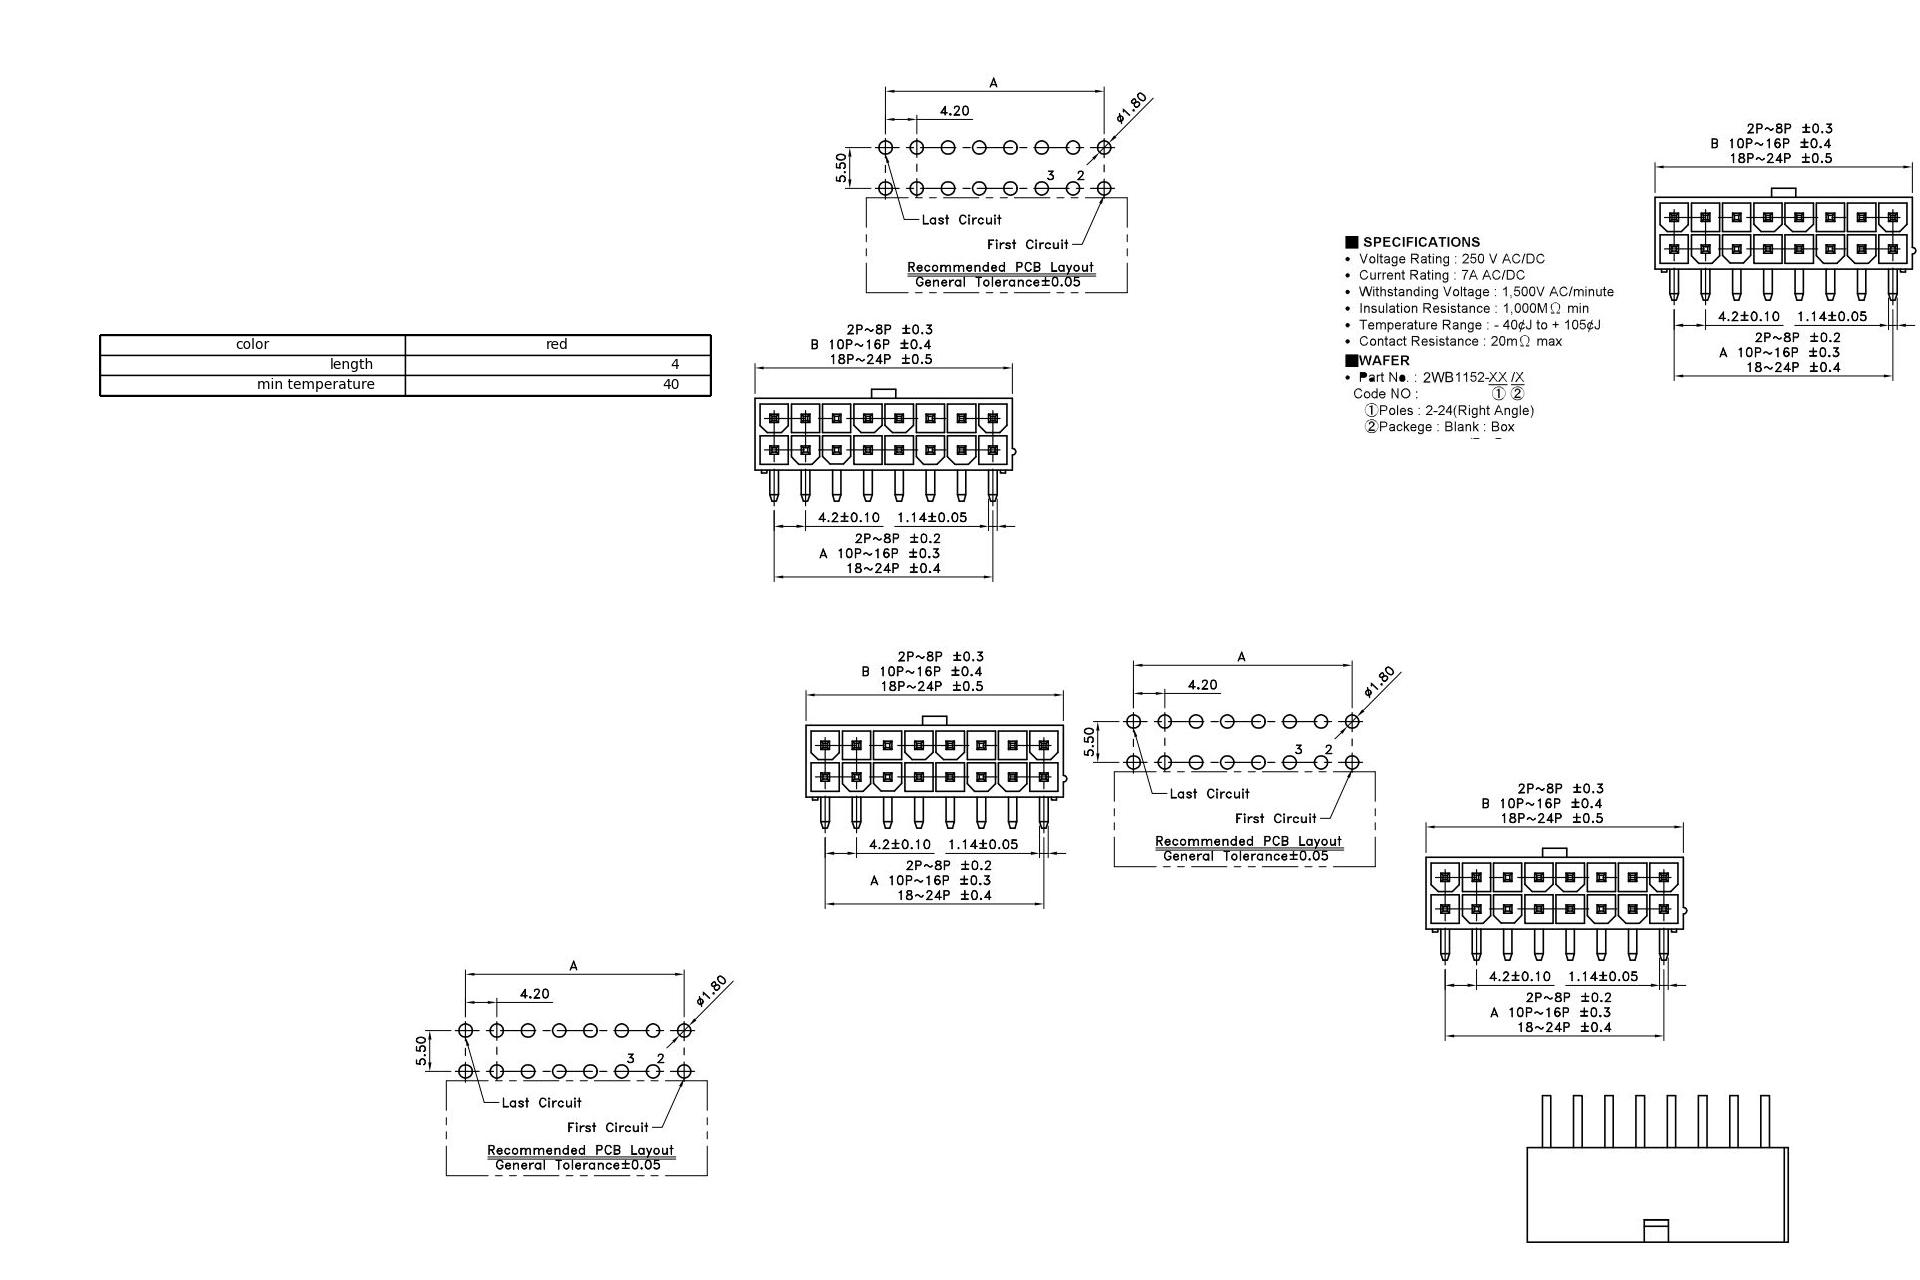 A
4.20
ø1.80
5.50
3 2
Last Circuit
First Circuit
Recommended PCB Layout
General Tolerance±0.05
2P~8P ±0.3
B 10P~16P ±0.4
18P~24P ±0.5
4.2±0.10 1.14±0.05
2P~8P ±0.2
A 10P~16P ±0.3
18~24P ±0.4
■ SPECIFICATIONS
• Voltage Rating : 250 V AC/DC
• Current Rating : 7A AC/DC
• Withstanding Voltage : 1,500V AC/minute
• Insulation Resistance : 1,000MΩ min
• Temperature Range : - 40¢J to + 105¢J
• Contact Resistance : 20mΩ max
■WAFER
• Part No. : 2WB1152-XX /X
Code NO : ① ②
①Poles : 2-24(Right Angle)
②Packege : Blank : Box
color red
length 4
min temperature 40
2P~8P ±0.3
B 10P~16P ±0.4
18P~24P ±0.5
4.2±0.10 1.14±0.05
2P~8P ±0.2
A 10P~16P ±0.3
18~24P ±0.4
2P~8P ±0.3
B 10P~16P ±0.4
18P~24P ±0.5
4.2±0.10 1.14±0.05
2P~8P ±0.2
A 10P~16P ±0.3
18~24P ±0.4
A
4.20
ø1.80
5.50
3 2
Last Circuit
First Circuit
Recommended PCB Layout
General Tolerance±0.05
2P~8P ±0.3
B 10P~16P ±0.4
18P~24P ±0.5
4.2±0.10 1.14±0.05
2P~8P ±0.2
A 10P~16P ±0.3
18~24P ±0.4
A
4.20
ø1.80
5.50
3 2
Last Circuit
First Circuit
Recommended PCB Layout
General Tolerance±0.05